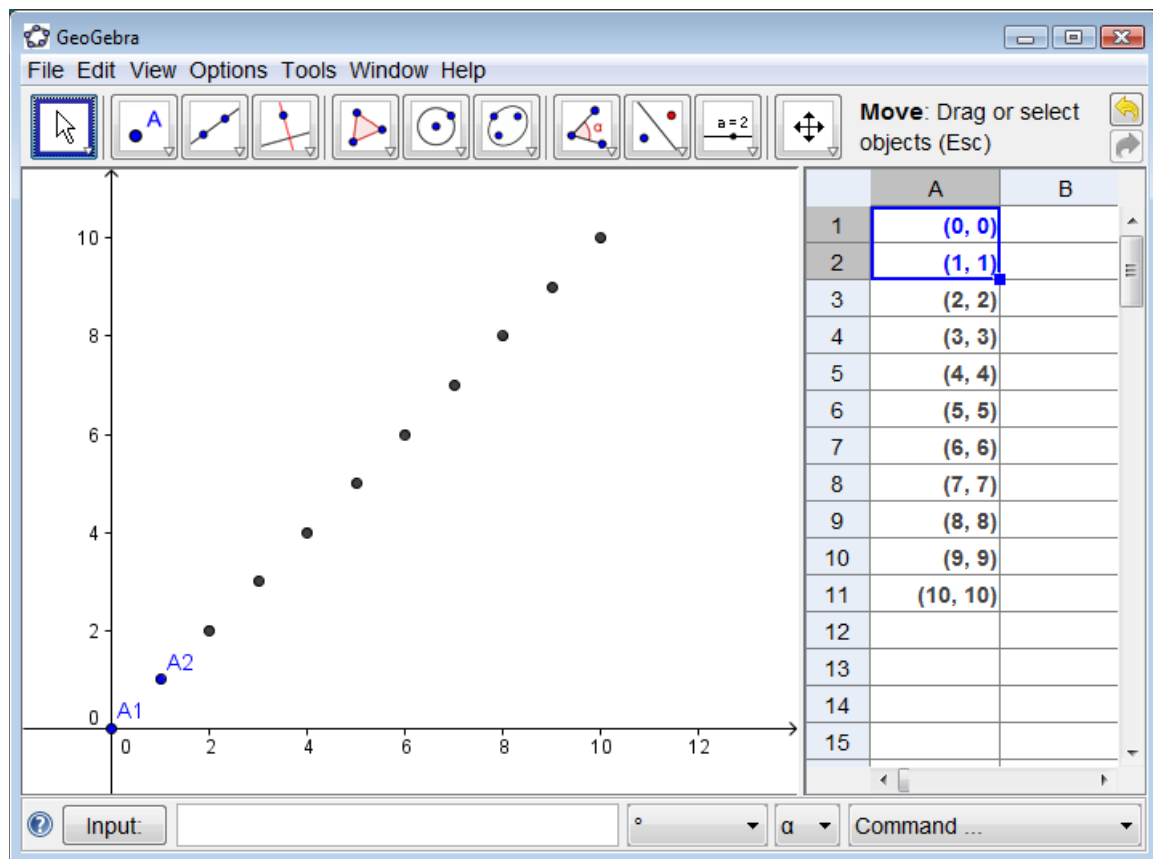 GeoGebra
File Edit View Options Tools Window Help
A
α
a = 2
Move: Drag or select
objects (Esc)
10
8
6
4
2
0
A2
A1
0 2 4 6 8 10 12
A B
1 (0, 0)
2 (1, 1)
3 (2, 2)
4 (3, 3)
5 (4, 4)
6 (5, 5)
7 (6, 6)
8 (7, 7)
9 (8, 8)
10 (9, 9)
11 (10, 10)
12
13
14
15
? Input: ° α Command ...